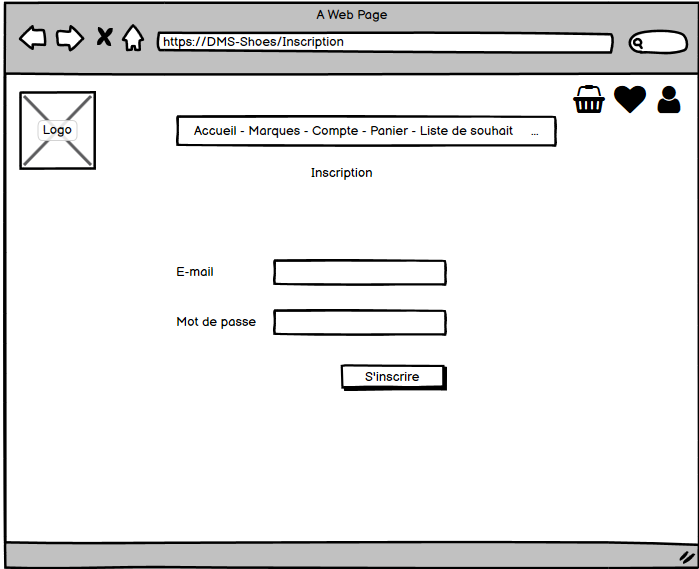 A Web Page
https://DMS-Shoes/Inscription
Logo
Accueil - Marques - Compte - Panier - Liste de souhait ...
Inscription
E-mail
Mot de passe
S'inscrire